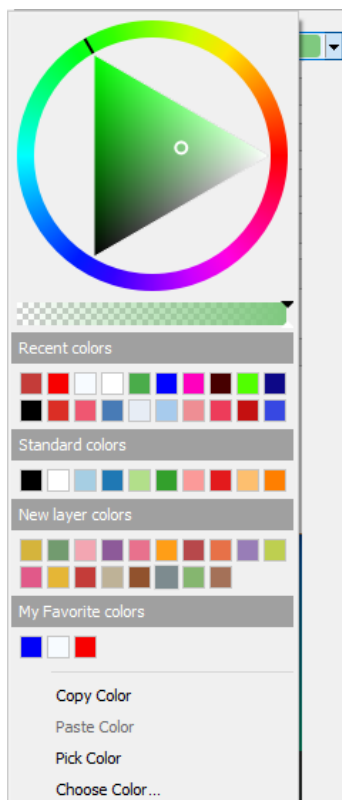 Recent colors
Standard colors
New layer colors
My Favorite colors
Copy Color
Paste Color
Pick Color
Choose Color...